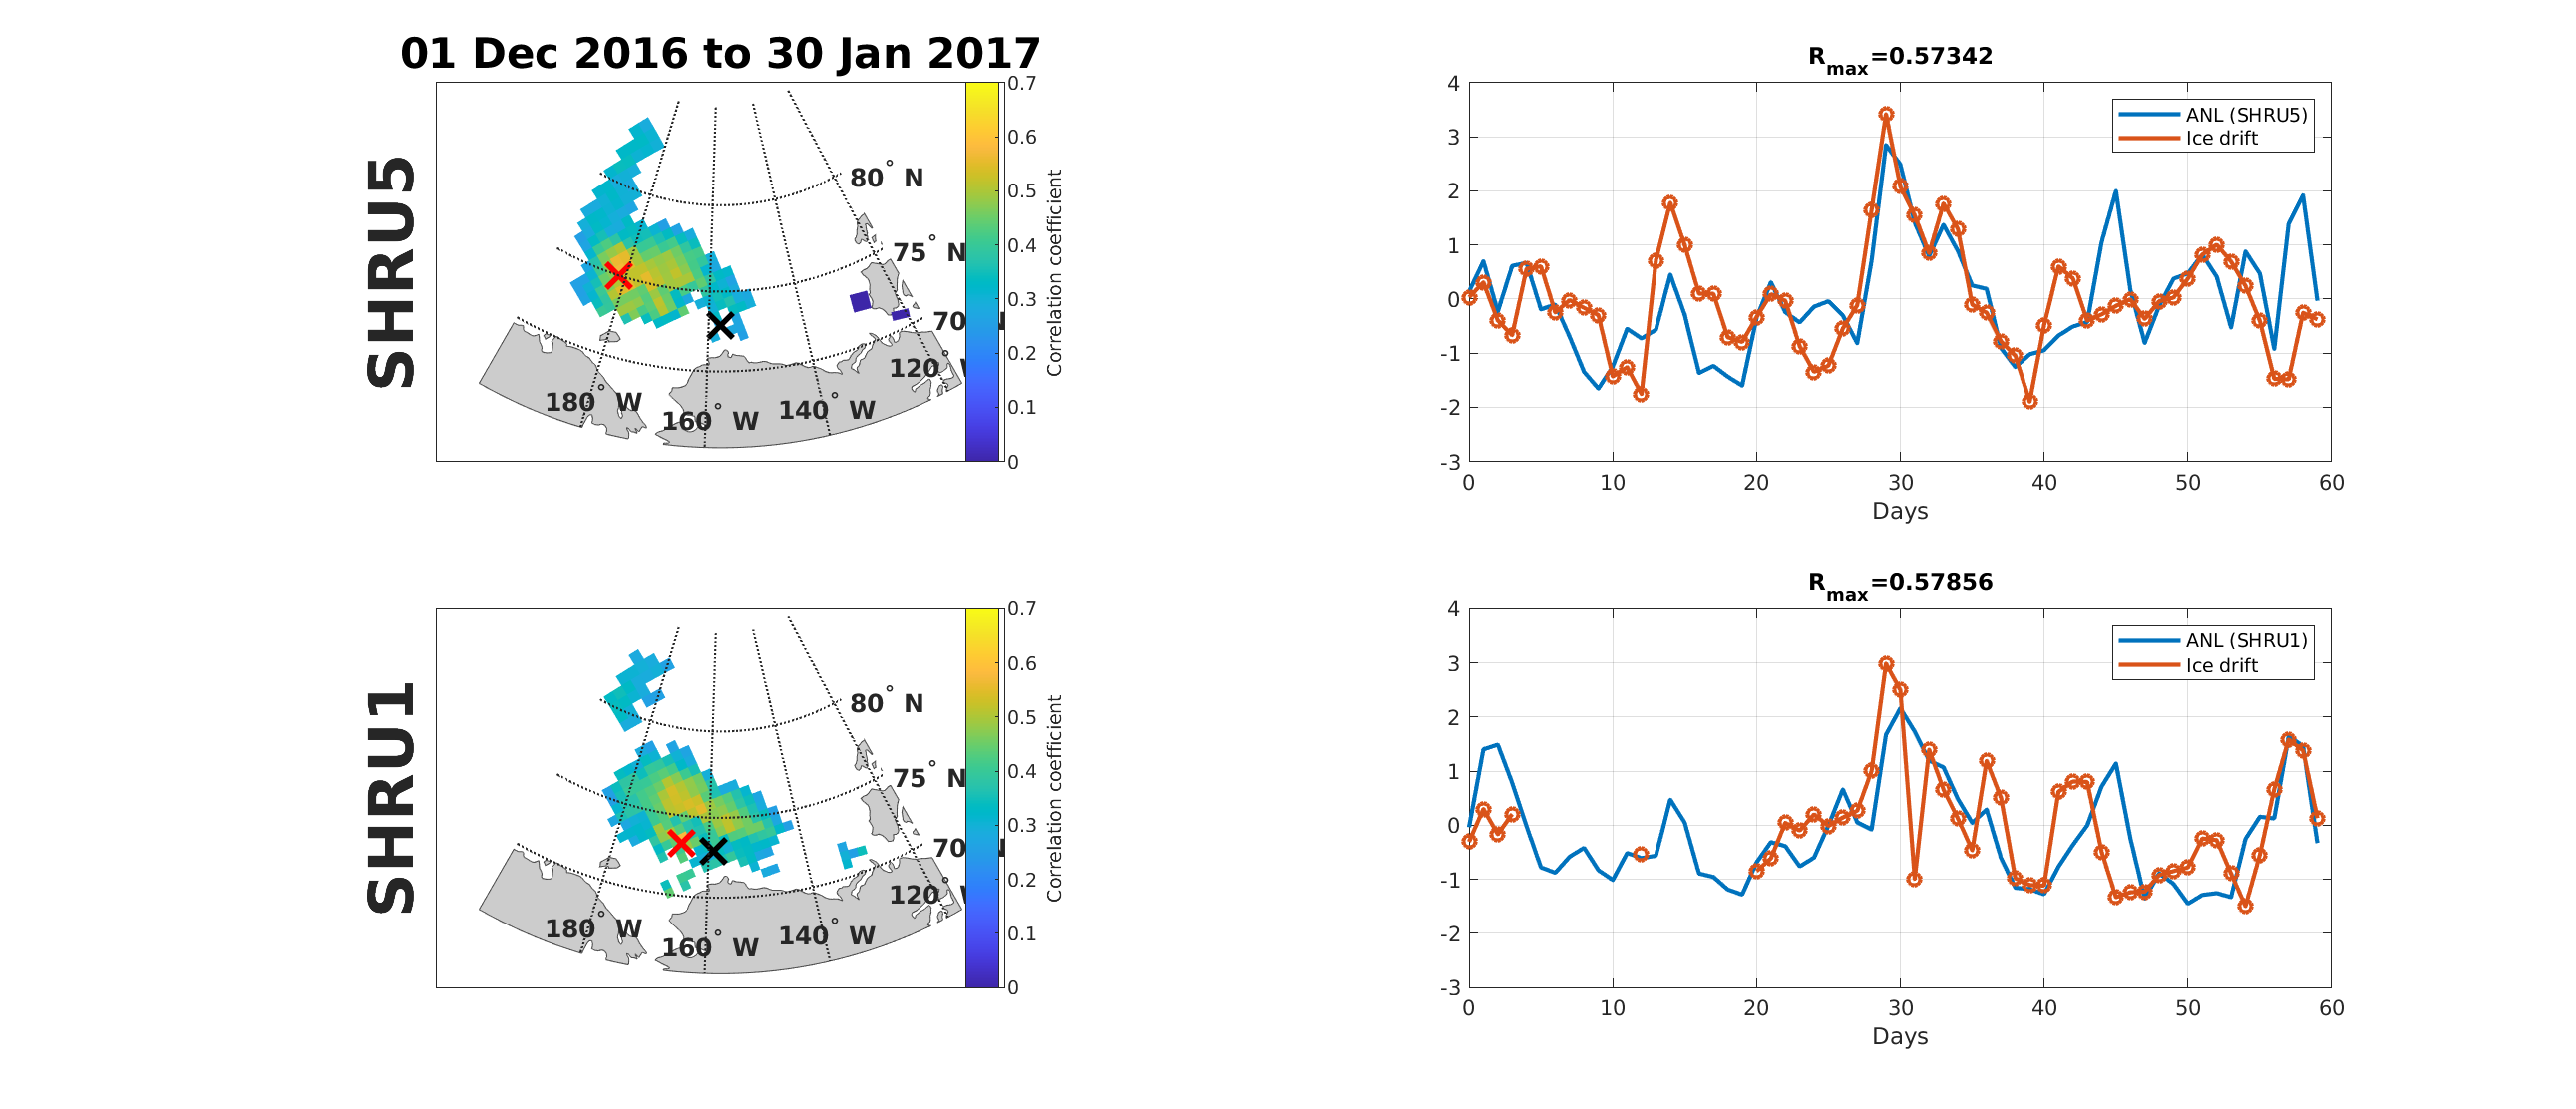 01 Dec 2016 to 30 Jan 2017
SHRU5
80° N
75° N
70° N
120° W
180° W
160° W
140° W
0.7
0.6
0.5
0.4
0.3
0.2
0.1
0
Correlation coefficient
Rmax=0.57342
ANL (SHRU5)
Ice drift
4
3
2
1
0
-1
-2
-3
0 10 20 30 40 50 60
Days
SHRU1
80° N
75° N
70° N
120° W
180° W
160° W
140° W
0.7
0.6
0.5
0.4
0.3
0.2
0.1
0
Correlation coefficient
Rmax=0.57856
ANL (SHRU1)
Ice drift
4
3
2
1
0
-1
-2
-3
0 10 20 30 40 50 60
Days